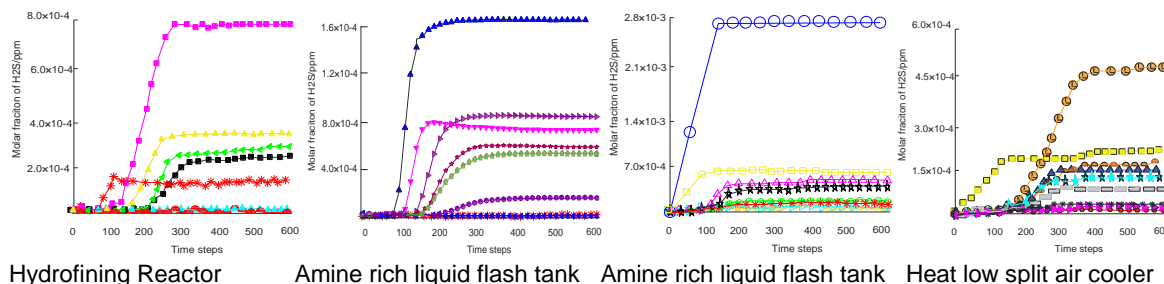 8.0x10-4
6.0x10-4
4.0x10-4
2.0x10-4
Molar fraciton of H2S/ppm
0 100 200 300 400 500 600
Time steps
Hydrofining Reactor
1.6x10-4
1.2x10-4
8.0x10-4
4.0x10-4
Molar fraciton of H2S/ppm
0 100 200 300 400 500 600
Time steps
Amine rich liquid flash tank
2.8x10-3
1.4x10-3
7.0x10-4
Molar fraciton of H2S/ppm
0 100 200 300 400 500 600
Time steps
Amine rich liquid flash tank
6.0x10-4
4.5x10-4
3.0x10-4
1.5x10-4
Molar fraciton of H2S/ppm
0 100 200 300 400 500 600
Time steps
Heat low split air cooler